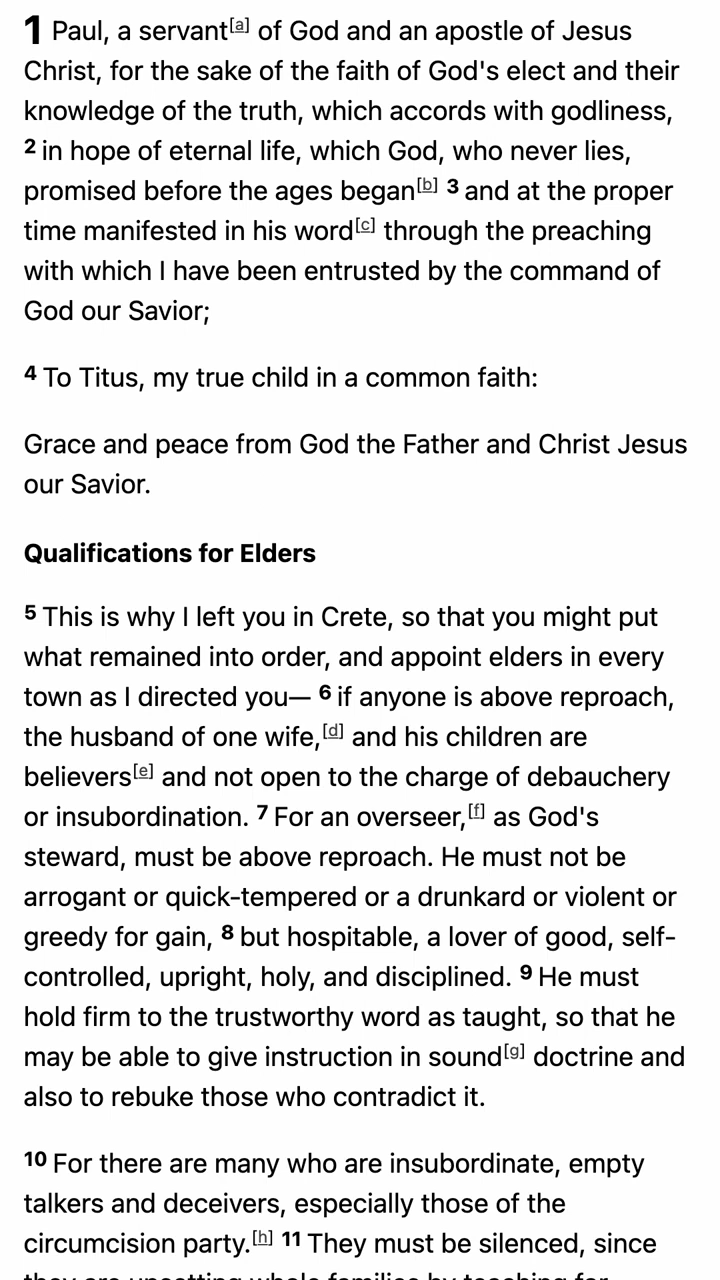 1 Paul, a servant[a] of God and an apostle of Jesus
Christ, for the sake of the faith of God's elect and their
knowledge of the truth, which accords with godliness,
2 in hope of eternal life, which God, who never lies,
promised before the ages began[b] 3 and at the proper
time manifested in his word[c] through the preaching
with which I have been entrusted by the command of
God our Savior;
4 To Titus, my true child in a common faith:
Grace and peace from God the Father and Christ Jesus
our Savior.
Qualifications for Elders
5 This is why I left you in Crete, so that you might put
what remained into order, and appoint elders in every
town as I directed you— 6 if anyone is above reproach,
the husband of one wife,[d] and his children are
believers[e] and not open to the charge of debauchery
or insubordination. 7 For an overseer,[f] as God's
steward, must be above reproach. He must not be
arrogant or quick-tempered or a drunkard or violent or
greedy for gain, 8 but hospitable, a lover of good, self-
controlled, upright, holy, and disciplined. 9 He must
hold firm to the trustworthy word as taught, so that he
may be able to give instruction in sound[g] doctrine and
also to rebuke those who contradict it.
10 For there are many who are insubordinate, empty
talkers and deceivers, especially those of the
circumcision party.[h] 11 They must be silenced, since
they are upsetting whole families by teaching for